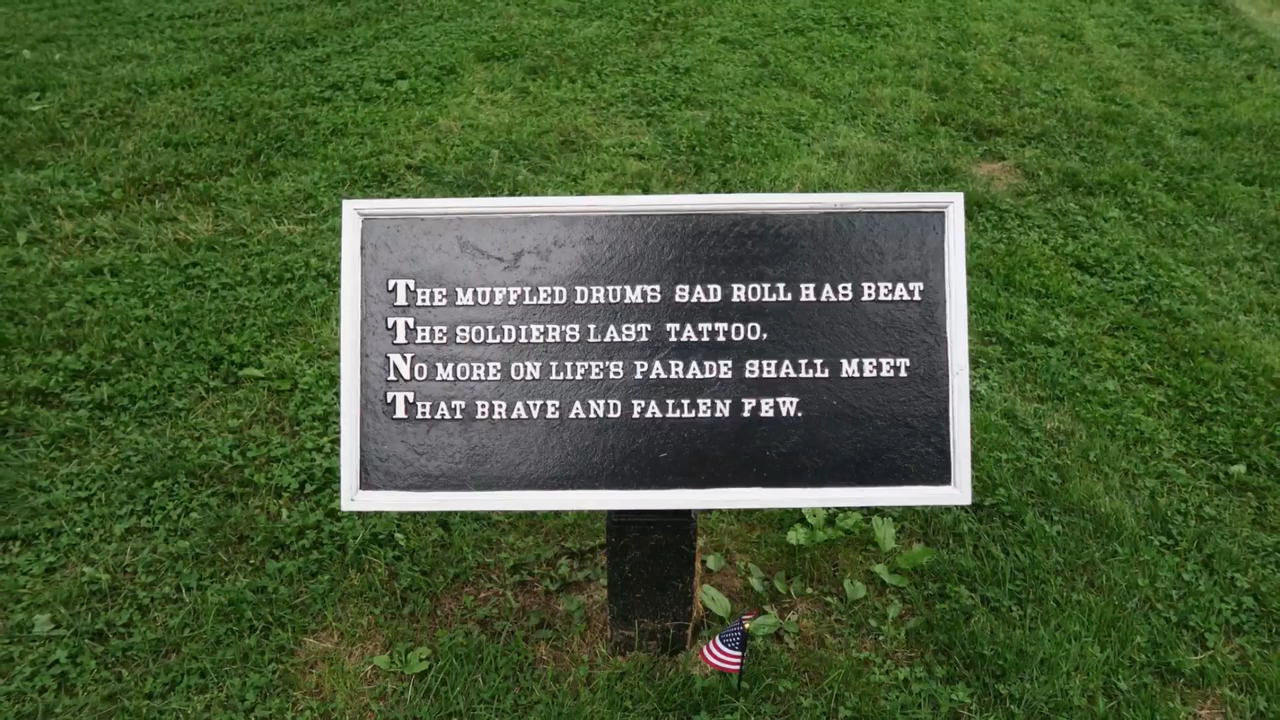 THE MUFFLED DRUM'S SAD ROLL HAS BEAT
THE SOLDIER'S LAST TATTOO,
NO MORE ON LIFE'S PARADE SHALL MEET
THAT BRAVE AND FALLEN FEW.